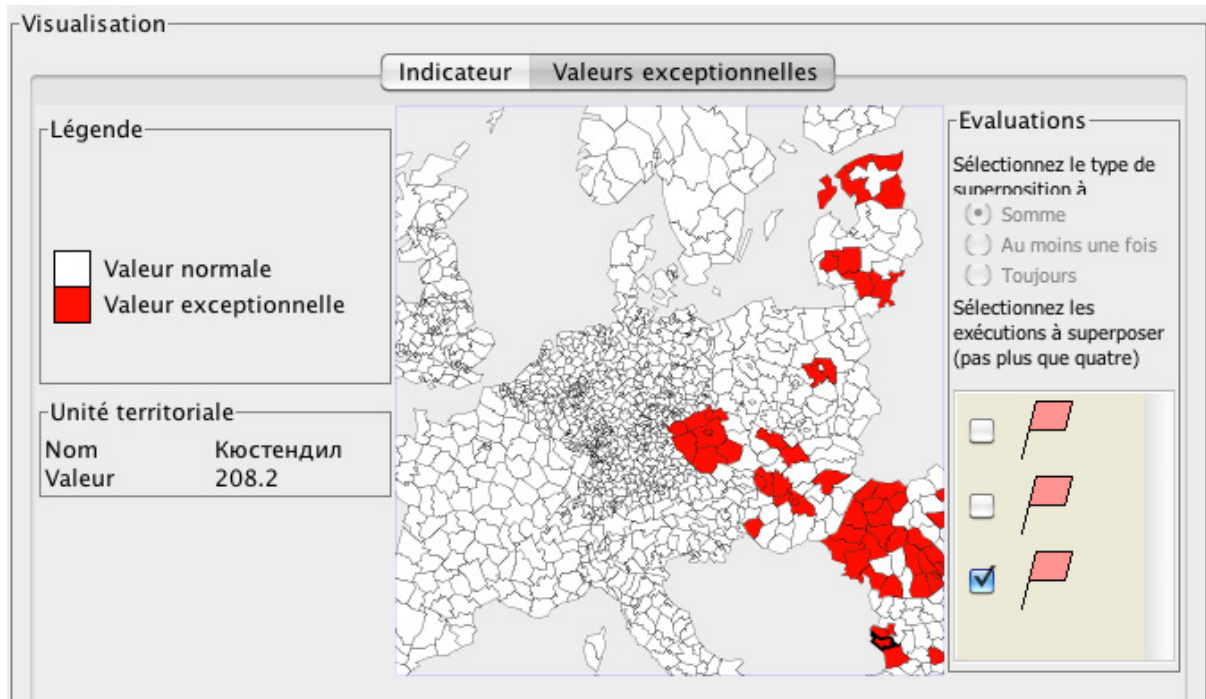 Visualisation
Indicateur
Valeurs exceptionnelles
Légende
Valeur normale
Valeur exceptionnelle
Unité territoriale
Nom Кюстендил
Valeur 208.2
Evaluations
Sélectionnez le type de
superposition à
Somme
Au moins une fois
Toujours
Sélectionnez les
exécutions à superposer
(pas plus que quatre)